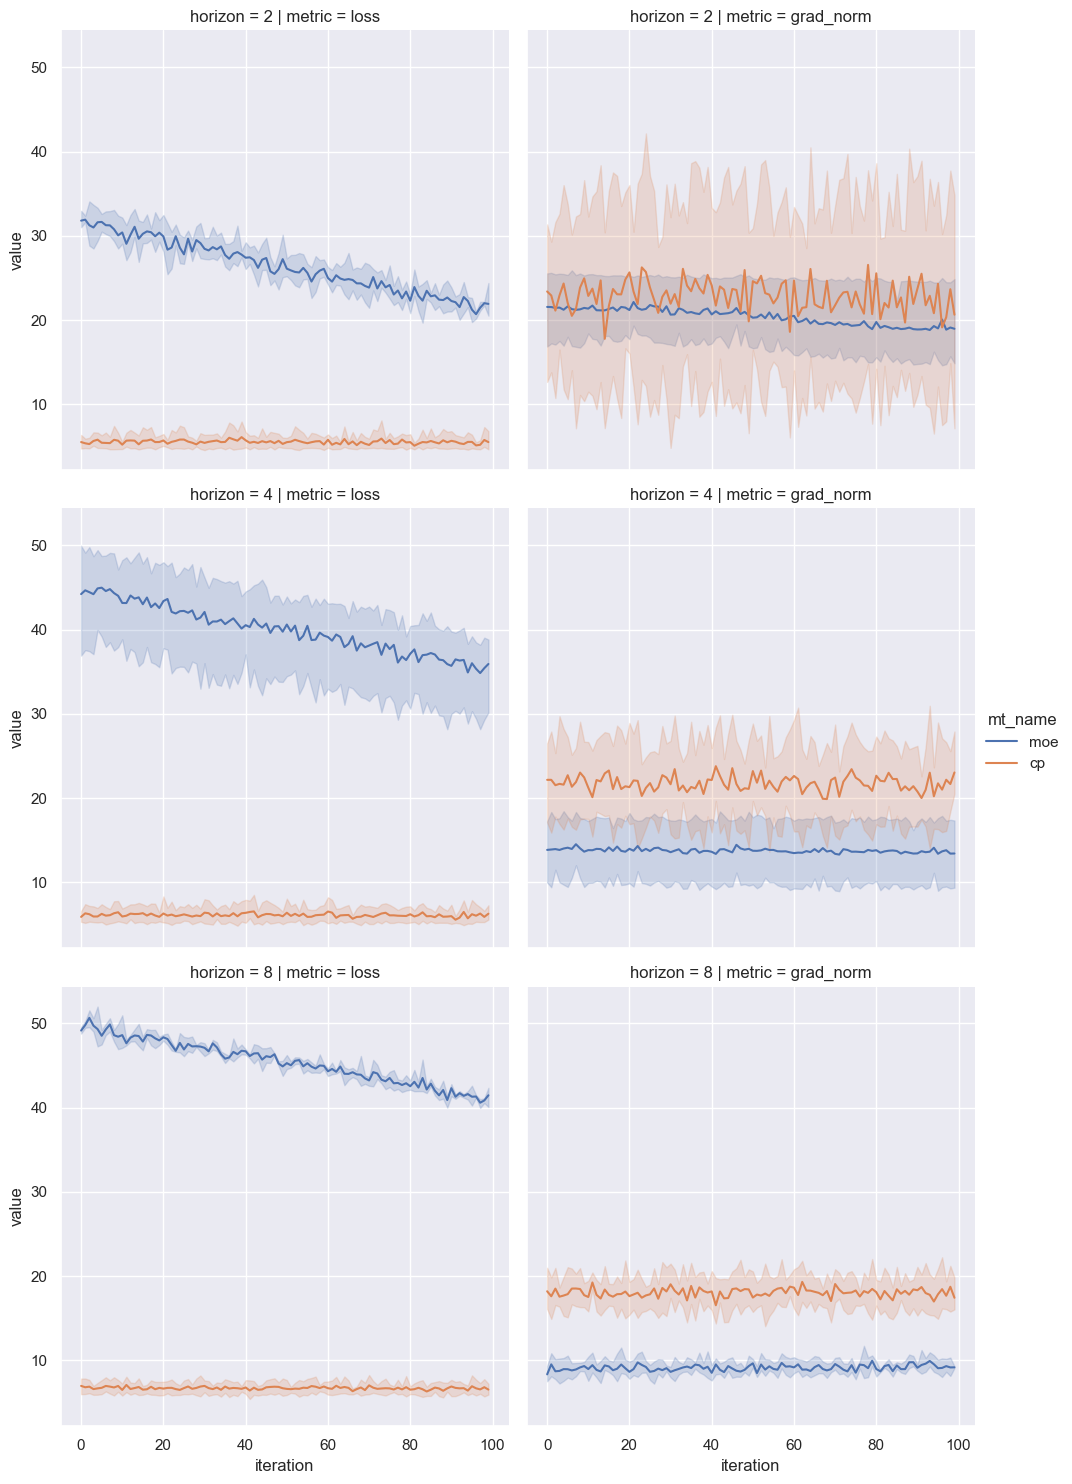 horizon = 2 | metric = loss
horizon = 2 | metric = grad_norm
50
40
30
20
10
value
horizon = 4 | metric = loss
horizon = 4 | metric = grad_norm
50
40
30
20
10
value
mt_name
moe
cp
horizon = 8 | metric = loss
horizon = 8 | metric = grad_norm
50
40
30
20
10
value
0 20 40 60 80 100
iteration
0 20 40 60 80 100
iteration